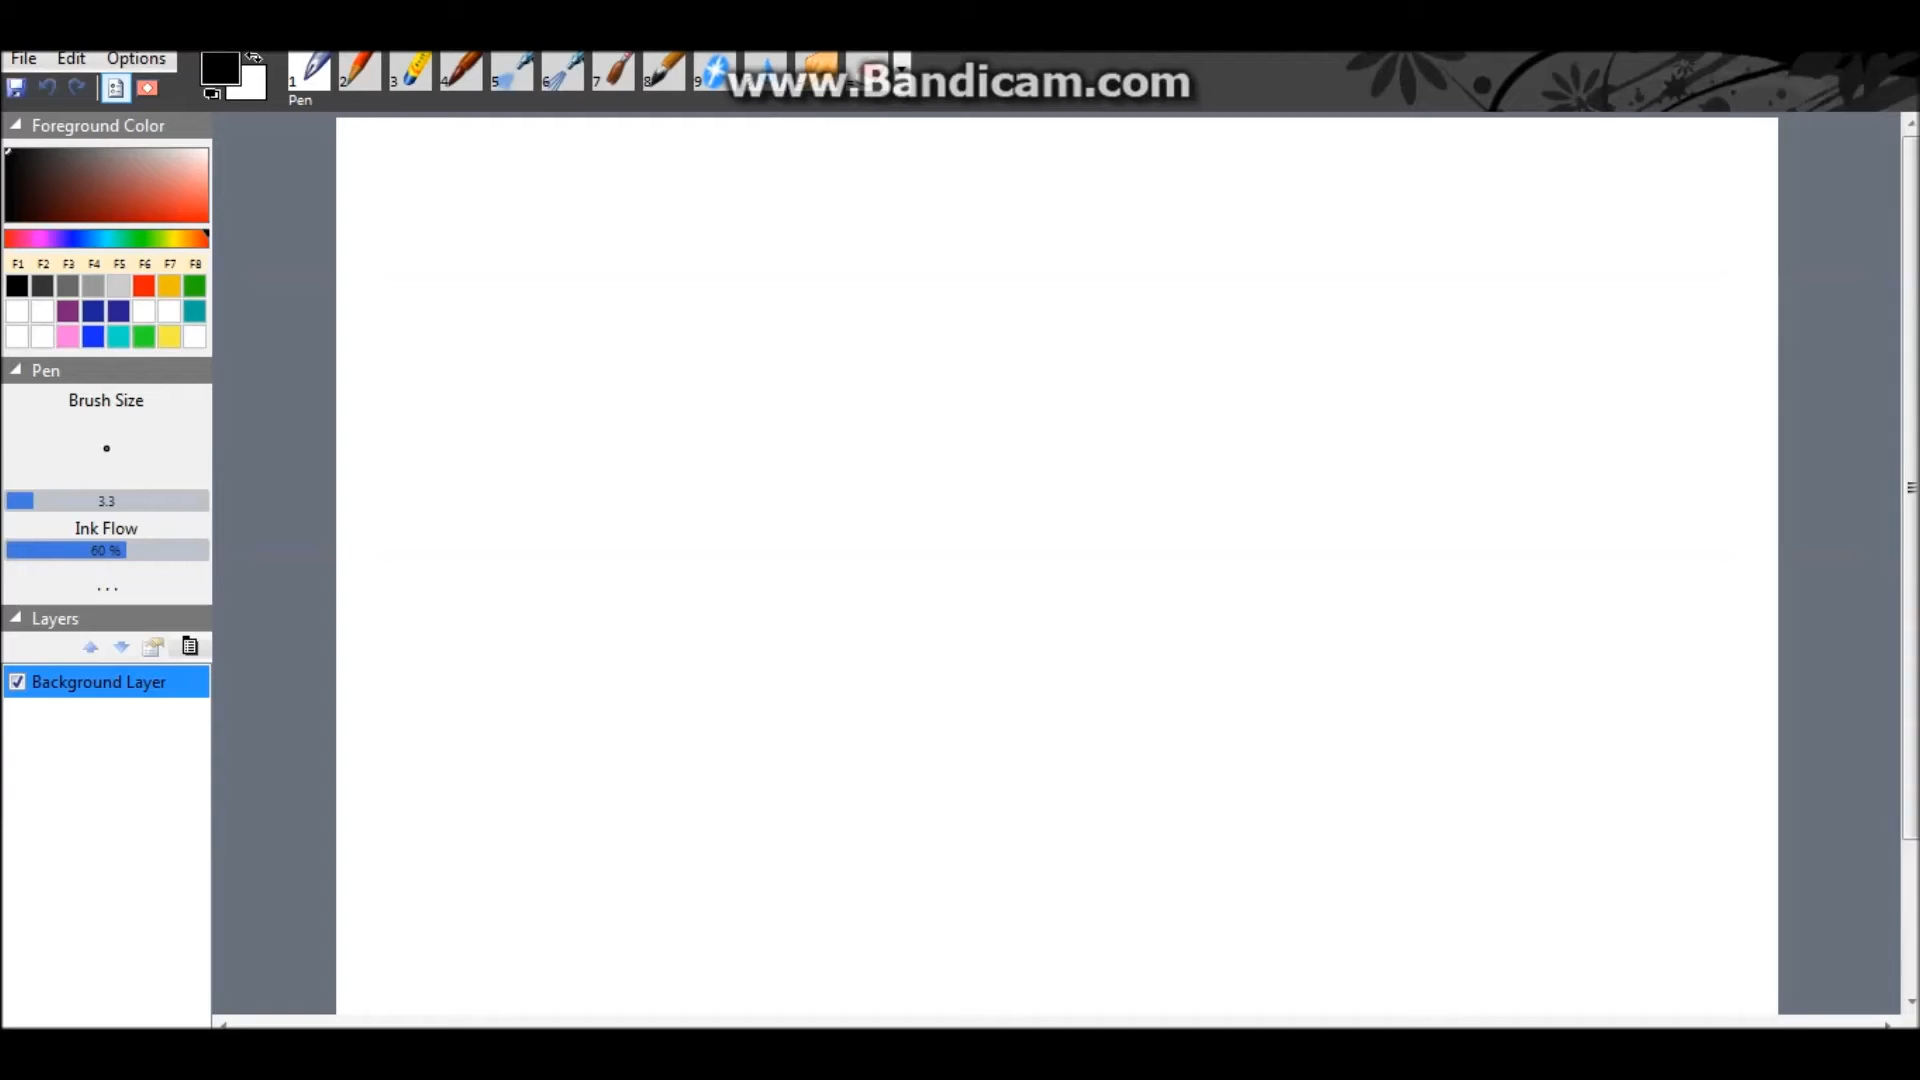 File Edit Options
www.Bandicam.com
1 2 3 4 5 6 7 8 9
Pen
Foreground Color
F1 F2 F3 F4 F5 F6 F7 F8
Pen
Brush Size
3.3
Ink Flow
60 %
...
Layers
Background Layer